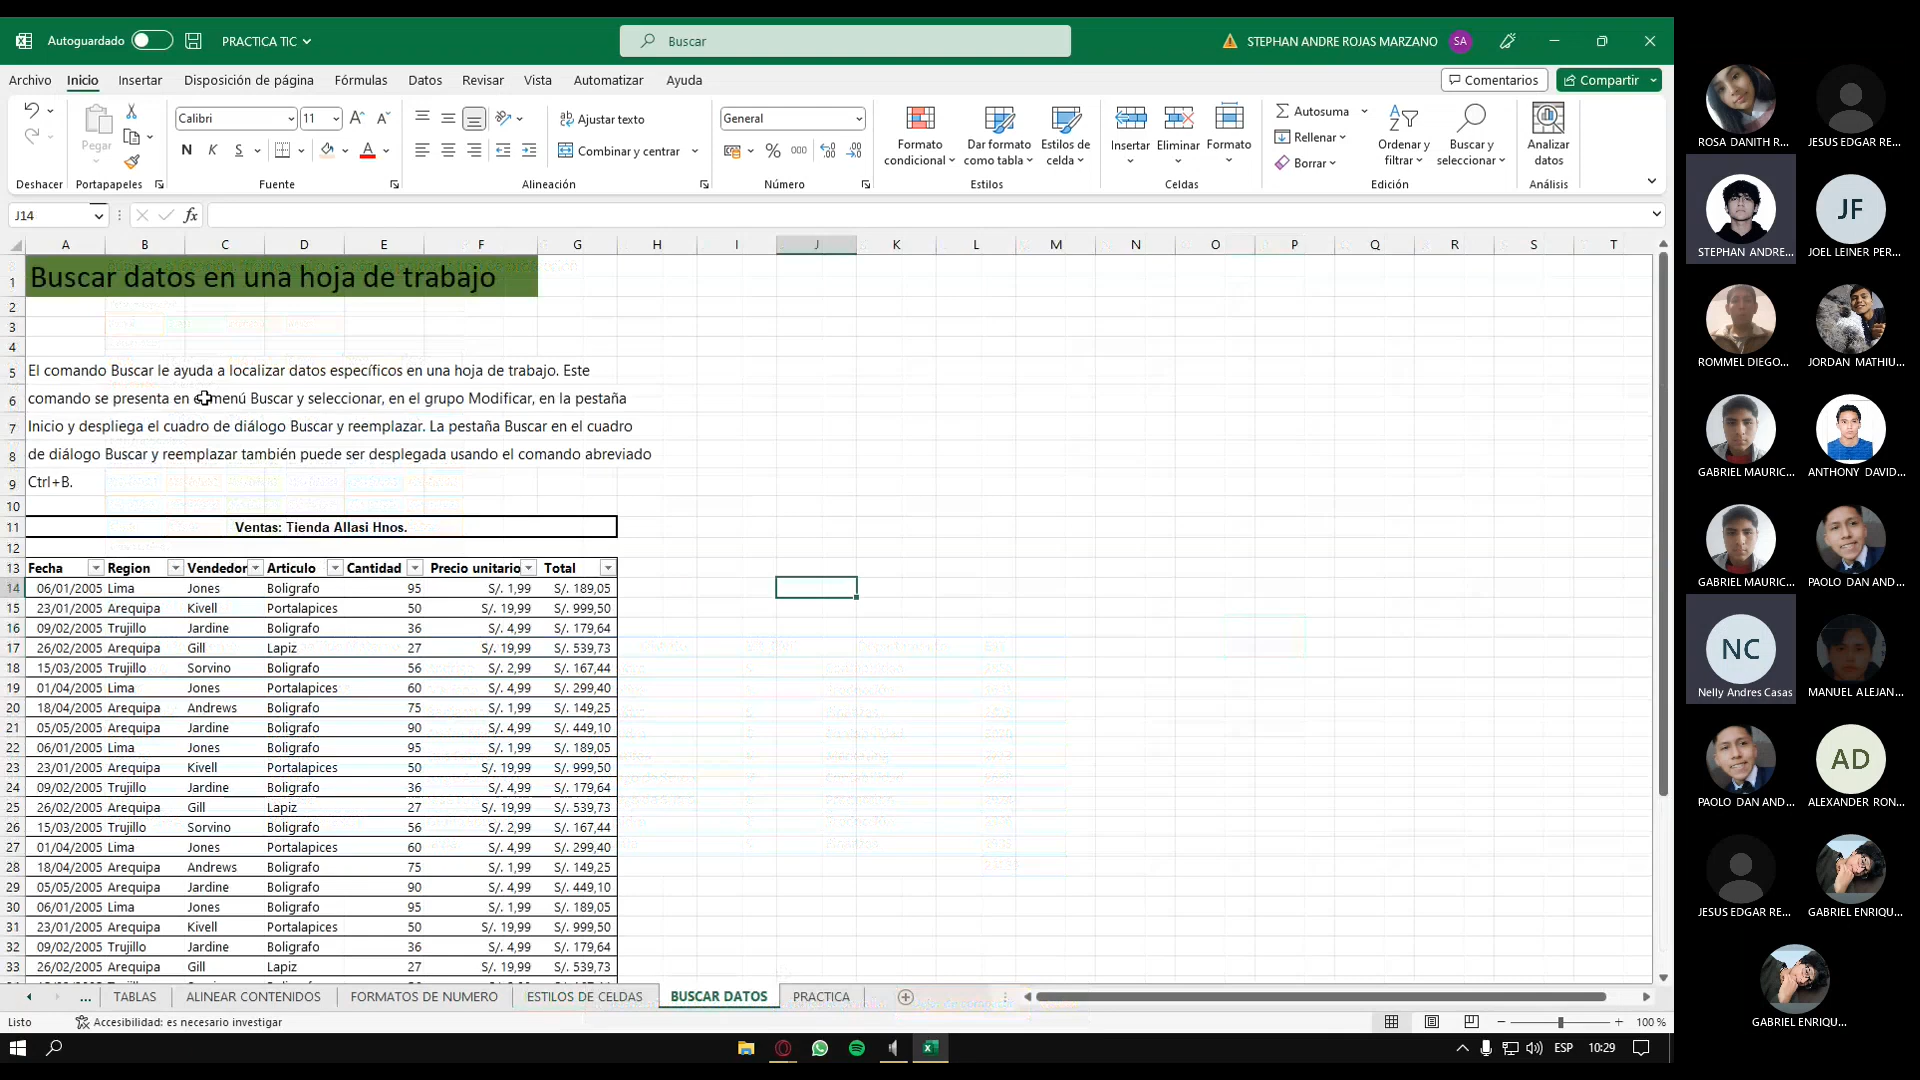 Autoguardado
PRACTICA TIC
Buscar
STEPHAN ANDRE ROJAS MARZANO
SA
Archivo Inicio Insertar Disposición de página Fórmulas Datos Revisar Vista Automatizar Ayuda
Comentarios
Compartir
Pegar
Calibri
11
N K S
Ajustar texto
Combinar y centrar
General
% 000
Formato condicional
Dar formato como tabla
Estilos de celda
Insertar
Eliminar
Formato
Autosuma
Rellenar
Borrar
Ordenar y filtrar
Buscar y seleccionar
Analizar datos
Deshacer Portapapeles Fuente Alineación Número Estilos Celdas Edición Análisis
J14
fx
A B C D E F G H I J K L M N O P Q R S T
1 Buscar datos en una hoja de trabajo
2
3
4
5 El comando Buscar le ayuda a localizar datos específicos en una hoja de trabajo. Este
6 comando se presenta en el menú Buscar y seleccionar, en el grupo Modificar, en la pestaña
7 Inicio y despliega el cuadro de diálogo Buscar y reemplazar. La pestaña Buscar en el cuadro
8 de diálogo Buscar y reemplazar también puede ser desplegada usando el comando abreviado
9 Ctrl+B.
10
11 Ventas: Tienda Allasi Hnos.
12
13 Fecha Region Vendedor Articulo Cantidad Precio unitario Total
14 06/01/2005 Lima Jones Boligrafo 95 S/. 1,99 S/. 189,05
15 23/01/2005 Arequipa Kivell Portalapices 50 S/. 19,99 S/. 999,50
16 09/02/2005 Trujillo Jardine Boligrafo 36 S/. 4,99 S/. 179,64
17 26/02/2005 Arequipa Gill Lapiz 27 S/. 19,99 S/. 539,73
18 15/03/2005 Trujillo Sorvino Boligrafo 56 S/. 2,99 S/. 167,44
19 01/04/2005 Lima Jones Portalapices 60 S/. 4,99 S/. 299,40
20 18/04/2005 Arequipa Andrews Boligrafo 75 S/. 1,99 S/. 149,25
21 05/05/2005 Arequipa Jardine Boligrafo 90 S/. 4,99 S/. 449,10
22 06/01/2005 Lima Jones Boligrafo 95 S/. 1,99 S/. 189,05
23 23/01/2005 Arequipa Kivell Portalapices 50 S/. 19,99 S/. 999,50
24 09/02/2005 Trujillo Jardine Boligrafo 36 S/. 4,99 S/. 179,64
25 26/02/2005 Arequipa Gill Lapiz 27 S/. 19,99 S/. 539,73
26 15/03/2005 Trujillo Sorvino Boligrafo 56 S/. 2,99 S/. 167,44
27 01/04/2005 Lima Jones Portalapices 60 S/. 4,99 S/. 299,40
28 18/04/2005 Arequipa Andrews Boligrafo 75 S/. 1,99 S/. 149,25
29 05/05/2005 Arequipa Jardine Boligrafo 90 S/. 4,99 S/. 449,10
30 06/01/2005 Lima Jones Boligrafo 95 S/. 1,99 S/. 189,05
31 23/01/2005 Arequipa Kivell Portalapices 50 S/. 19,99 S/. 999,50
32 09/02/2005 Trujillo Jardine Boligrafo 36 S/. 4,99 S/. 179,64
33 26/02/2005 Arequipa Gill Lapiz 27 S/. 19,99 S/. 539,73
... TABLAS ALINEAR CONTENIDOS FORMATOS DE NUMERO ESTILOS DE CELDAS BUSCAR DATOS PRACTICA
Listo Accesibilidad: es necesario investigar 100 %
ESP 10:29
ROSA DANITH R... JESUS EDGAR RE...
JF
STEPHAN ANDRE... JOEL LEINER PER...
ROMMEL DIEGO... JORDAN MATHIU...
GABRIEL MAURIC... ANTHONY DAVID...
GABRIEL MAURIC... PAOLO DAN AND...
NC
Nelly Andres Casas MANUEL ALEJAN...
AD
PAOLO DAN AND... ALEXANDER RON...
JESUS EDGAR RE... GABRIEL ENRIQU...
GABRIEL ENRIQU...